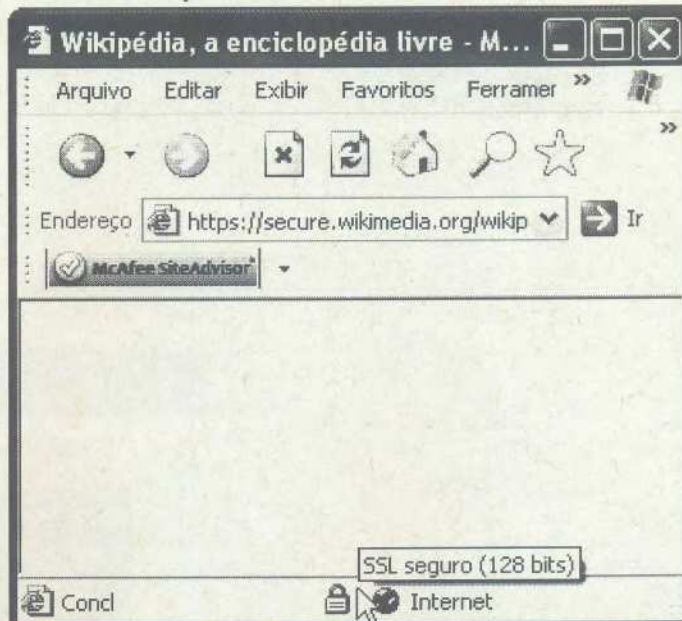 Wikipédia, a enciclopédia livre - M...
Arquivo Editar Exibir Favoritos Ferramer »
»
Endereço https://secure.wikimedia.org/wikip Ir
McAfee SiteAdvisor
SSL seguro (128 bits)
Concl Internet